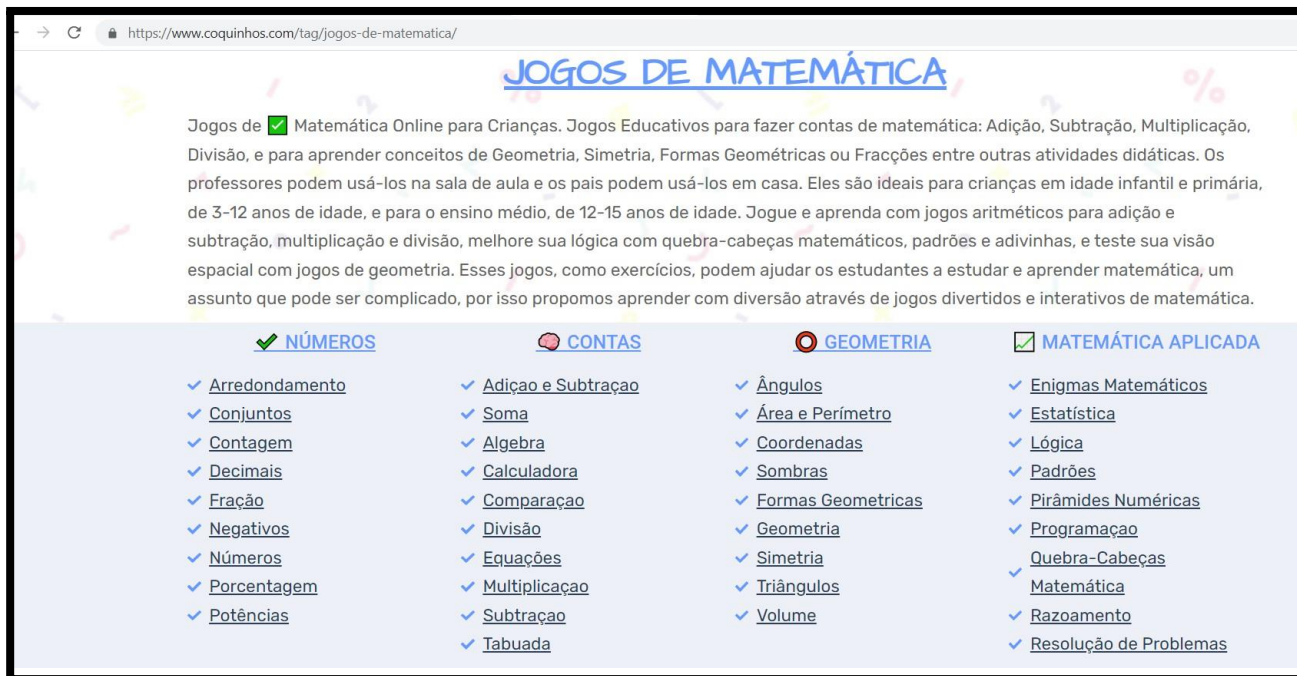 https://www.coquinhos.com/tag/jogos-de-matematica/
JOGOS DE MATEMÁTICA
Jogos de ✅ Matemática Online para Crianças. Jogos Educativos para fazer contas de matemática: Adição, Subtração, Multiplicação,
Divisão, e para aprender conceitos de Geometria, Simetria, Formas Geométricas ou Fracções entre outras atividades didáticas. Os
professores podem usá-los na sala de aula e os pais podem usá-los em casa. Eles são ideais para crianças em idade infantil e primária,
de 3-12 anos de idade, e para o ensino médio, de 12-15 anos de idade. Jogue e aprenda com jogos aritméticos para adição e
subtração, multiplicação e divisão, melhore sua lógica com quebra-cabeças matemáticos, padrões e adivinhas, e teste sua visão
espacial com jogos de geometria. Esses jogos, como exercícios, podem ajudar os estudantes a estudar e aprender matemática, um
assunto que pode ser complicado, por isso propomos aprender com diversão através de jogos divertidos e interativos de matemática.
NÚMEROS
Arredondamento
Conjuntos
Contagem
Decimais
Fração
Negativos
Números
Porcentagem
Potências
CONTAS
Adiçao e Subtraçao
Soma
Algebra
Calculadora
Comparaçao
Divisão
Equações
Multiplicaçao
Subtraçao
Tabuada
GEOMETRIA
Ângulos
Área e Perímetro
Coordenadas
Sombras
Formas Geometricas
Geometria
Simetria
Triângulos
Volume
MATEMÁTICA APLICADA
Enigmas Matemáticos
Estatística
Lógica
Padrões
Pirâmides Numéricas
Programaçao
Quebra-Cabeças
Matemática
Razoamento
Resolução de Problemas